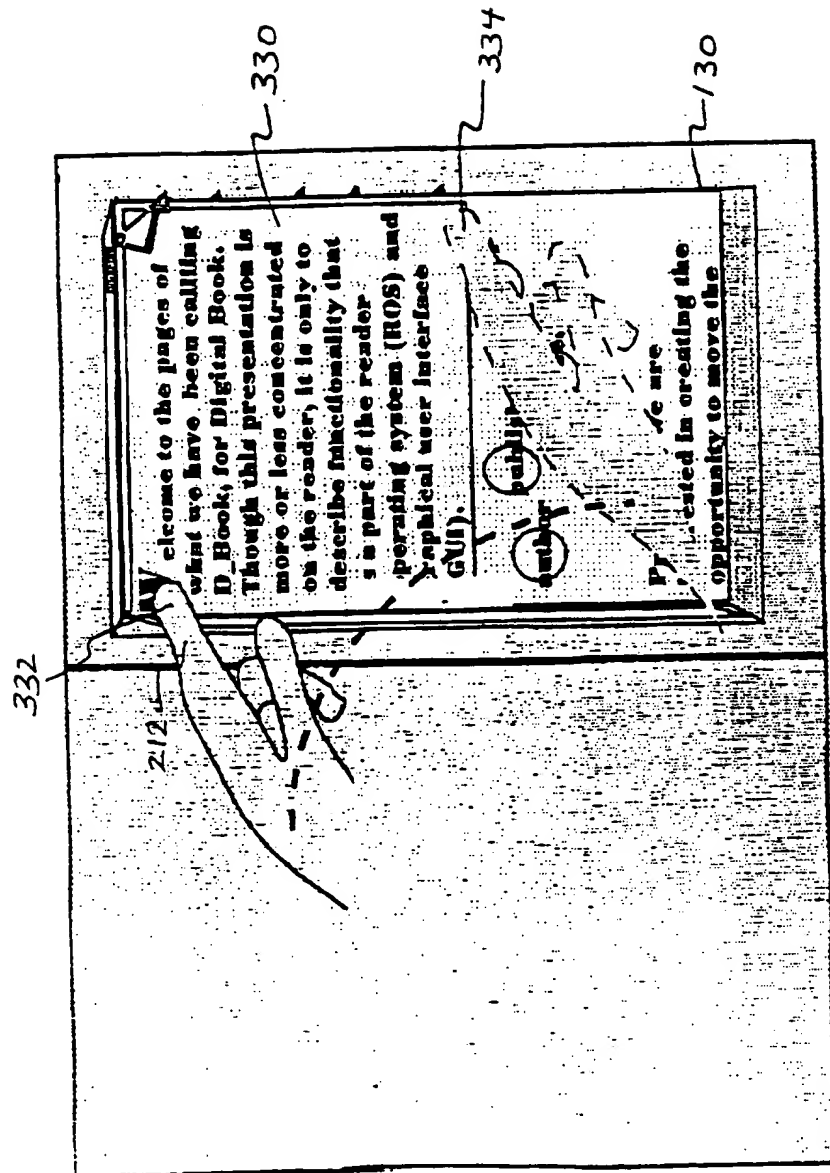 elcome to the pages of
what we have been calling
D_Book, for Digital Book.
Though this presentation is
more or less concentrated
on the reader, it is only to
describe functionality that
s a part of the reader
perating system (ROS) and
raphical user interface
GUI).
author
we are
ested in creating the
opportunity to move the
332
212
330
334
130